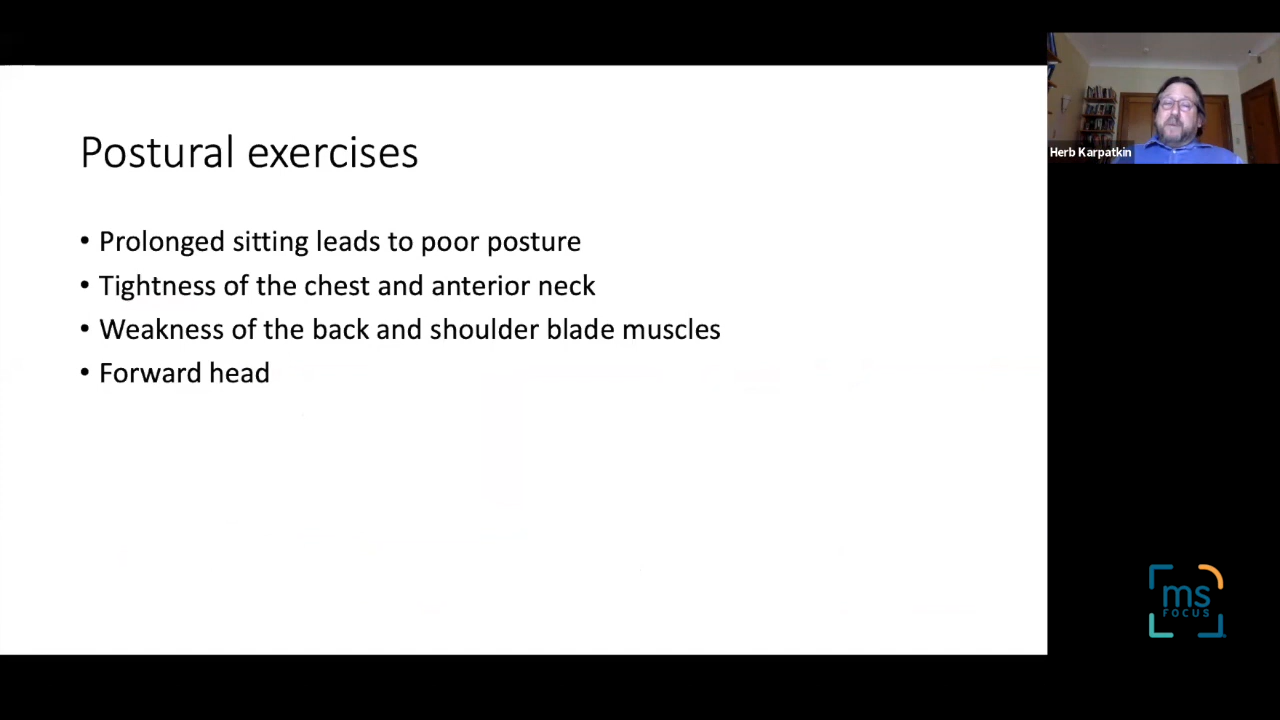 Postural exercises
• Prolonged sitting leads to poor posture
• Tightness of the chest and anterior neck
• Weakness of the back and shoulder blade muscles
• Forward head
Herb Karpatkin
ms
FOCUS